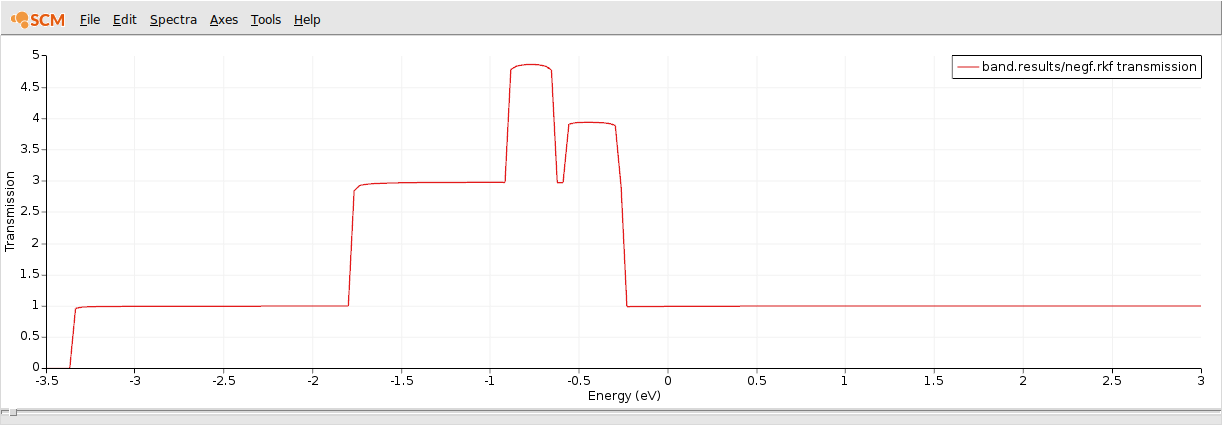 SCM File Edit Spectra Axes Tools Help
band.results/negf.rkf transmission
5
4.5
4
3.5
3
2.5
2
1.5
1
0.5
0
Transmission
-3.5 -3 -2.5 -2 -1.5 -1 -0.5 0 0.5 1 1.5 2 2.5 3
Energy (eV)